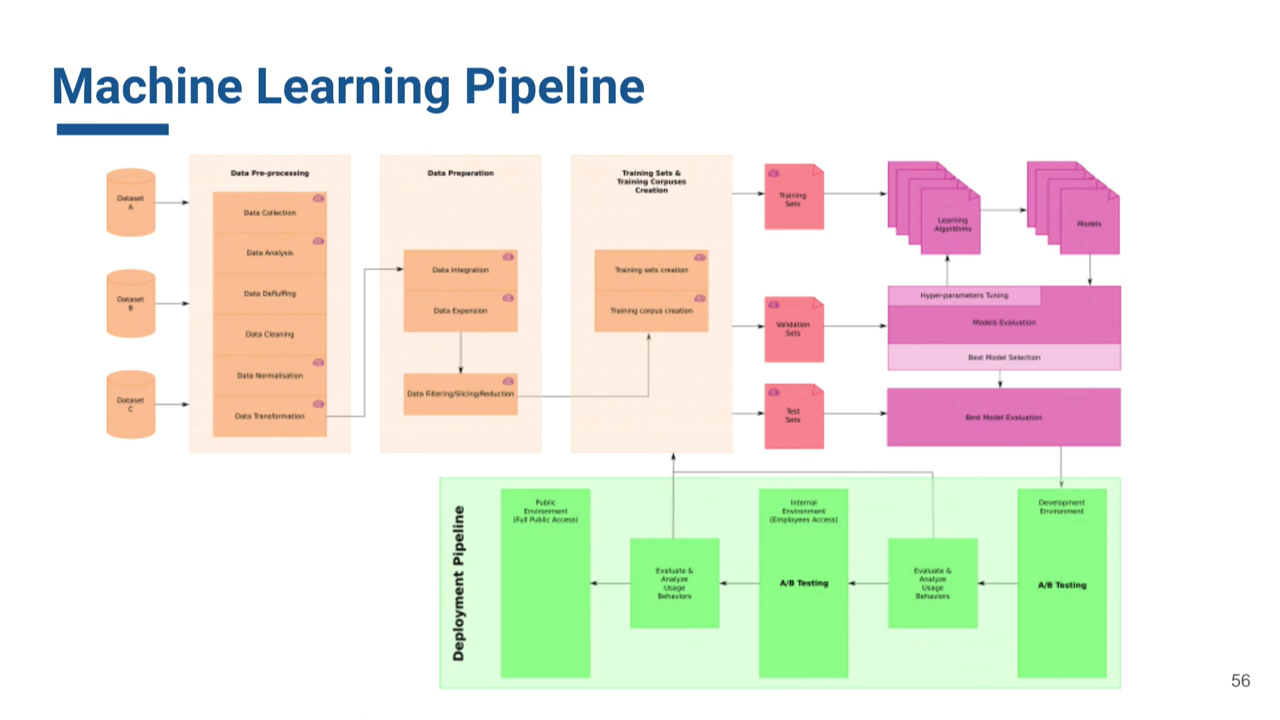 Machine Learning Pipeline
Dataset
A
Dataset
B
Dataset
C
Data Pre-processing
Data Collection
Data Analysis
Data Defluffing
Data Cleaning
Data Normalisation
Data Transformation
Data Preparation
Data Integration
Data Expension
Data Filtering/Slicing/Reduction
Training Sets &
Training Corpuses
Creation
Training sets creation
Training corpus creation
Training
Sets
Validation
Sets
Test
Sets
Learning
Algorithms
Models
Hyper-parameters Tuning
Models Evaluation
Best Model Selection
Best Model Evaluation
Deployment Pipeline
Public
Environment
(Full Public Access)
Evaluate &
Analyze
Usage
Behaviors
Internal
Environment
(Employees Access)
A/B Testing
Evaluate &
Analyze
Usage
Behaviors
Development
Environment
A/B Testing
56